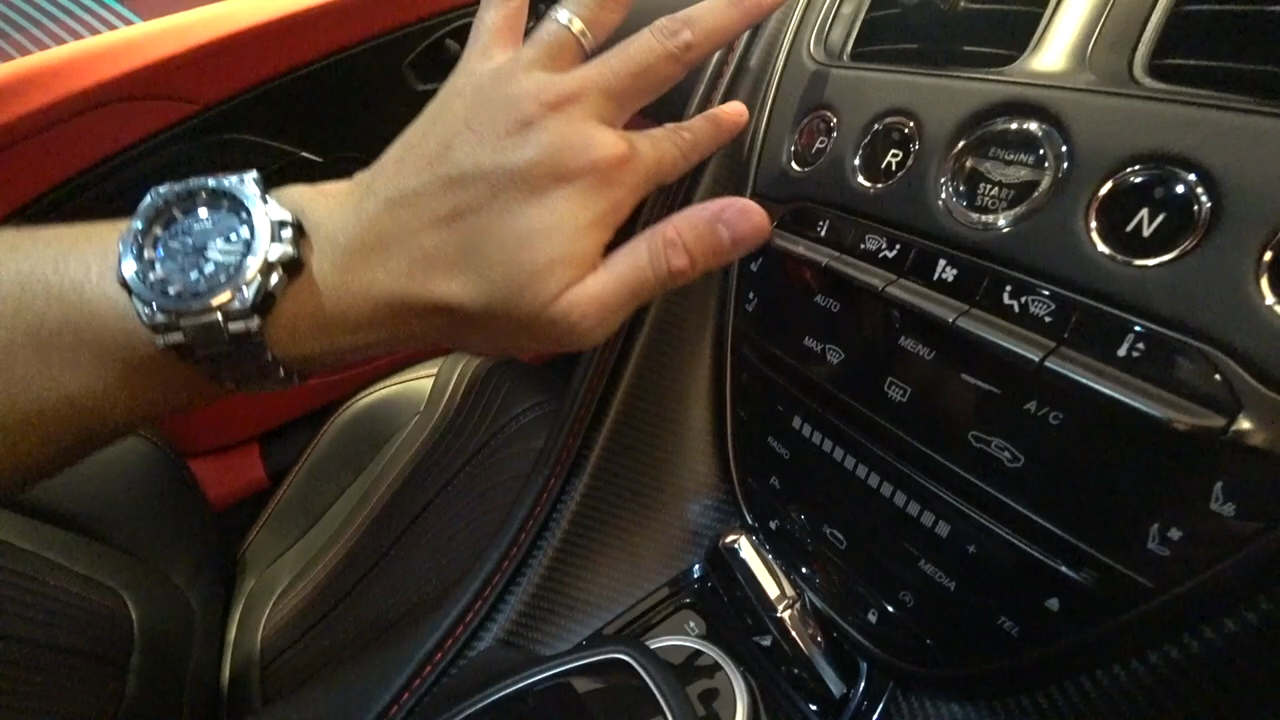 P
R
ENGINE
START
STOP
N
AUTO
MAX
MENU
A/C
RADIO
MEDIA
TEL